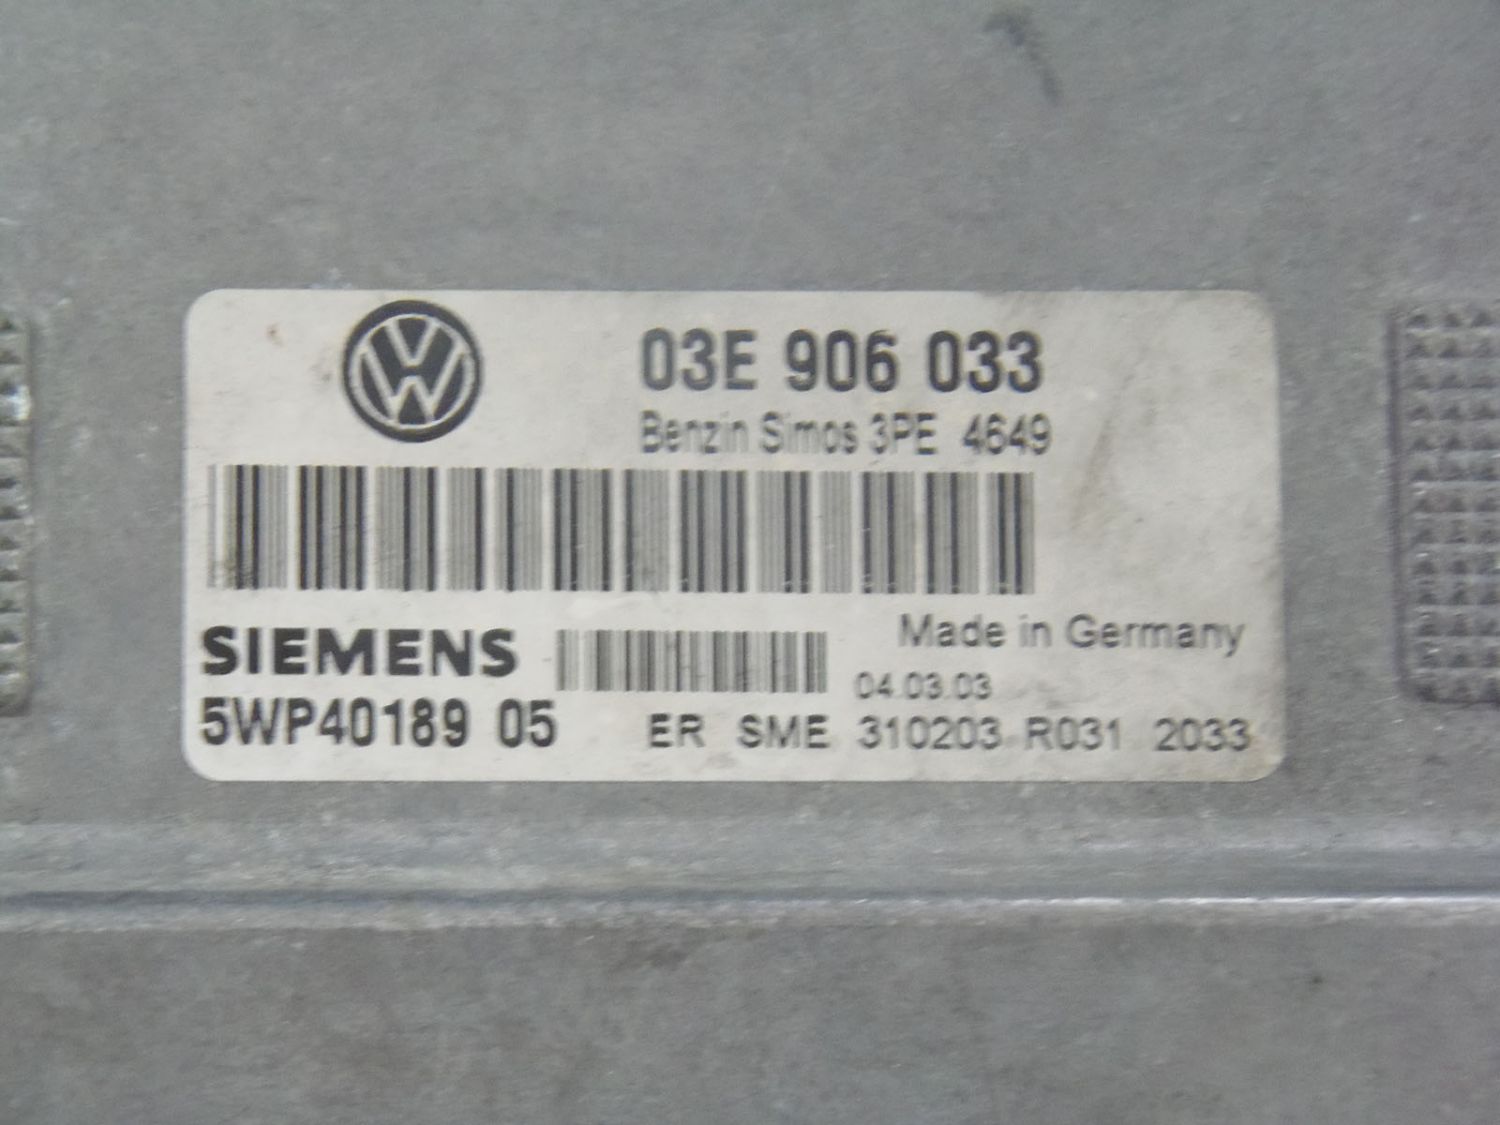 03E 906 033
Benzin Simos 3PE 4649
SIEMENS
Made in Germany
04.03.03
5WP40189 05 ER SME 310203 R031 2033